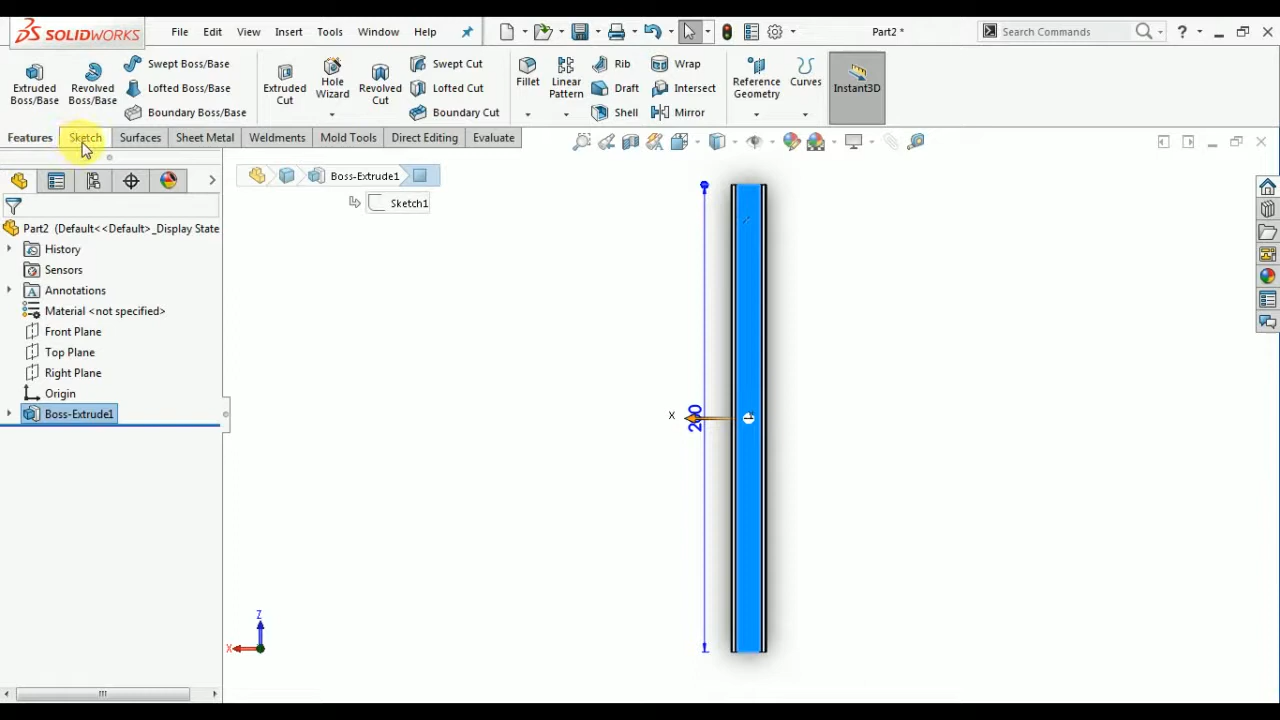 SOLIDWORKS File Edit View Insert Tools Window Help Part2 * Search Commands ?
Extruded Boss/Base Revolved Boss/Base Swept Boss/Base Lofted Boss/Base Boundary Boss/Base Extruded Cut Hole Wizard Revolved Cut Swept Cut Lofted Cut Boundary Cut Fillet Linear Pattern Rib Draft Shell Wrap Intersect Mirror Reference Geometry Curves Instant3D
Features Sketch Surfaces Sheet Metal Weldments Mold Tools Direct Editing Evaluate
Boss-Extrude1
Sketch1
Part2 (Default<<Default>_Display State
History
Sensors
Annotations
Material <not specified>
Front Plane
Top Plane
Right Plane
Origin
Boss-Extrude1
X
200
Z
X